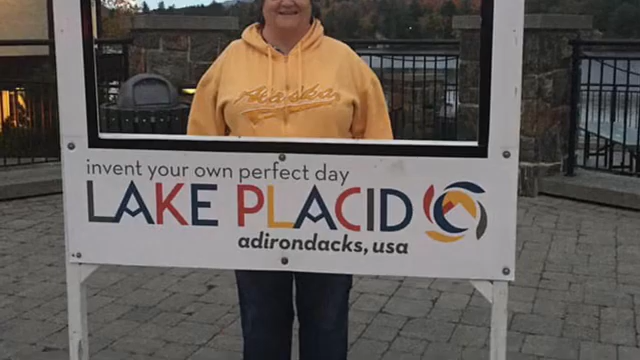 Alaska
invent your own perfect day
LAKE PLACID
adirondacks, usa